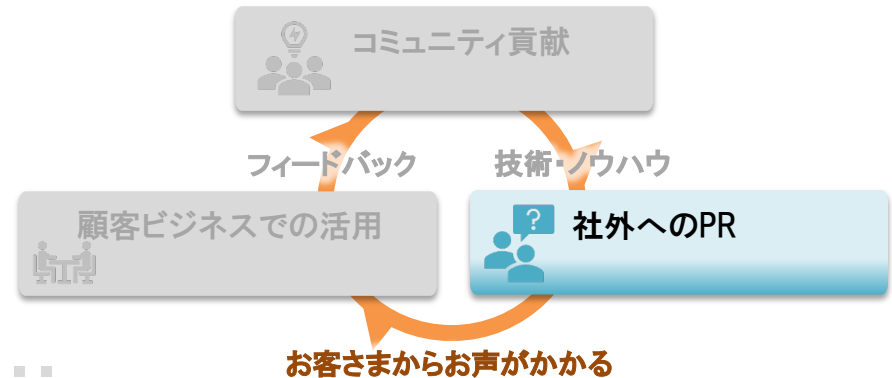 コミュニティ貢献
フィードバック
技術・ノウハウ
顧客ビジネスでの活用
?
社外へのPR
お客さまからお声がかかる